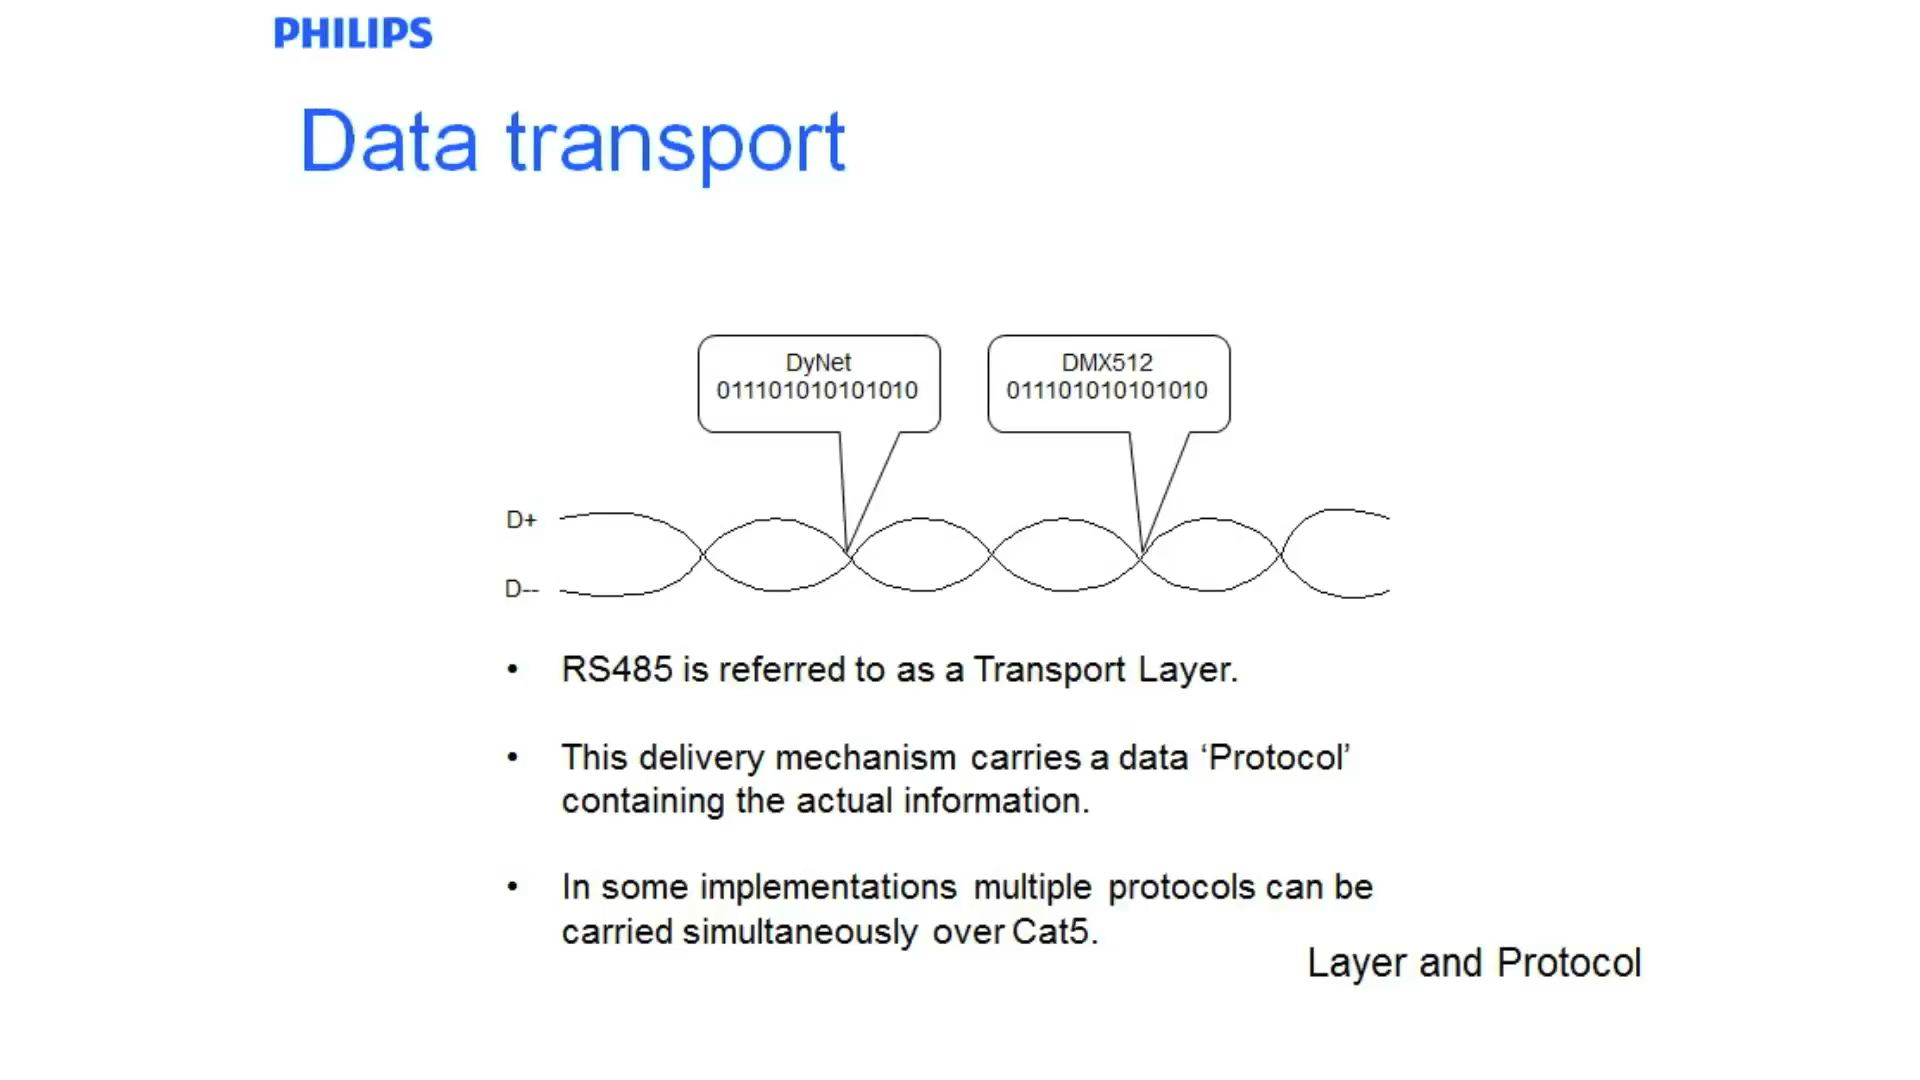 PHILIPS
Data transport
DyNet
011101010101010
DMX512
011101010101010
D+
D--
• RS485 is referred to as a Transport Layer.
• This delivery mechanism carries a data ‘Protocol’
containing the actual information.
• In some implementations multiple protocols can be
carried simultaneously over Cat5.
Layer and Protocol